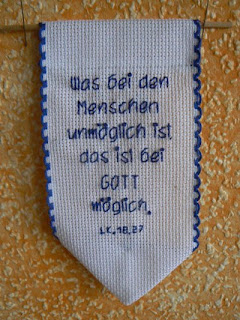 Was bei den
Menschen
unmöglich ist,
das ist bei
GOTT
möglich.
LK. 18,27